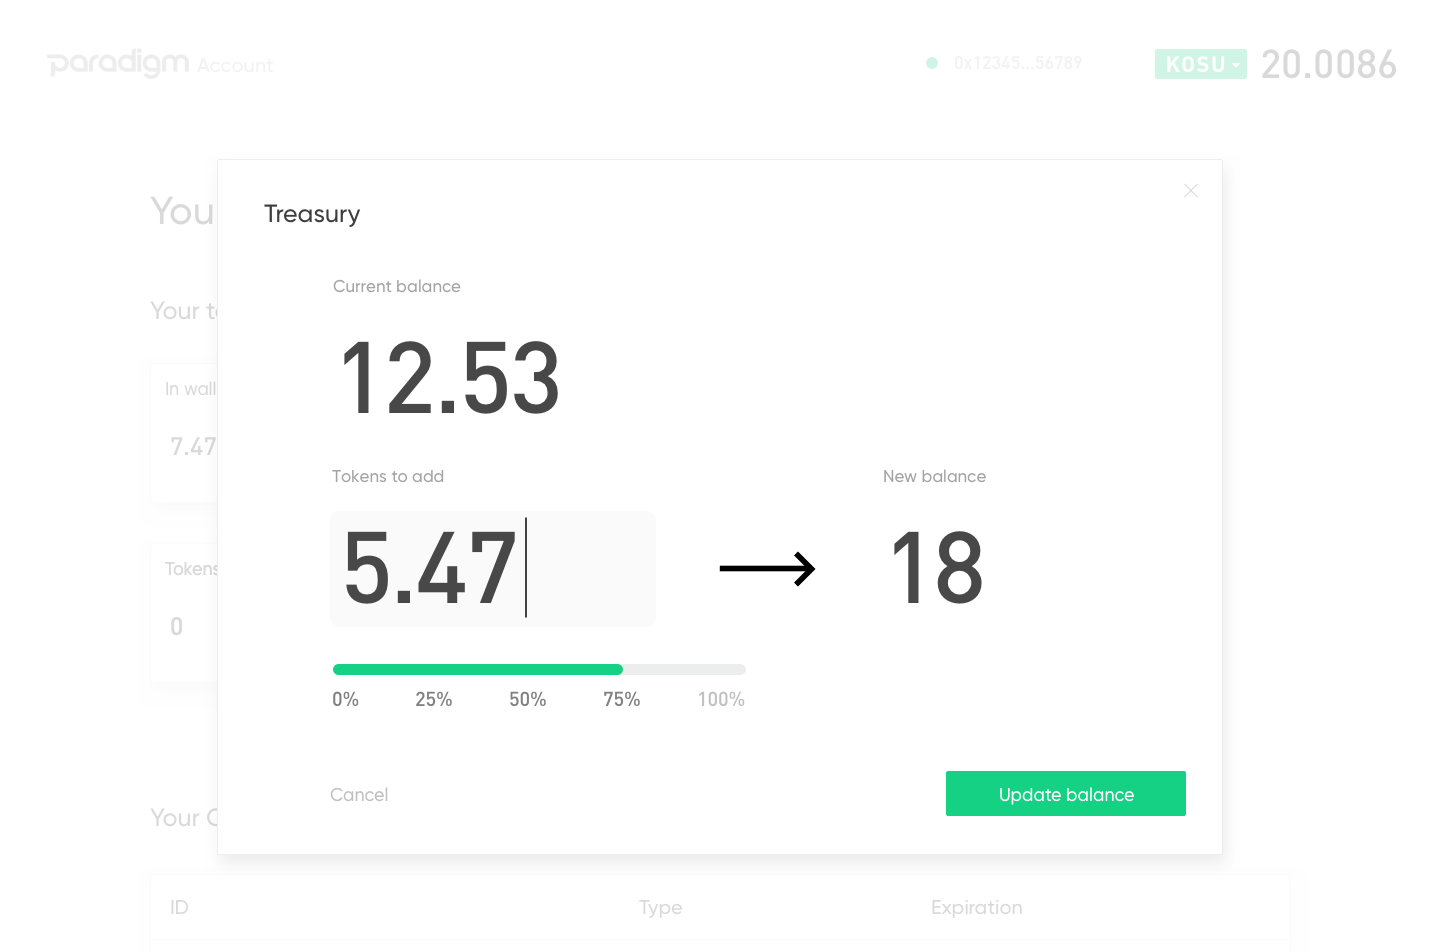 paradigm Account
0x12345...56789
KOSU
20.0086
You
Your t
In wall
7.47
Tokens
0
Your
Treasury
Current balance
12.53
Tokens to add
5.47
New balance
18
0% 25% 50% 75% 100%
Cancel
Update balance
ID Type Expiration